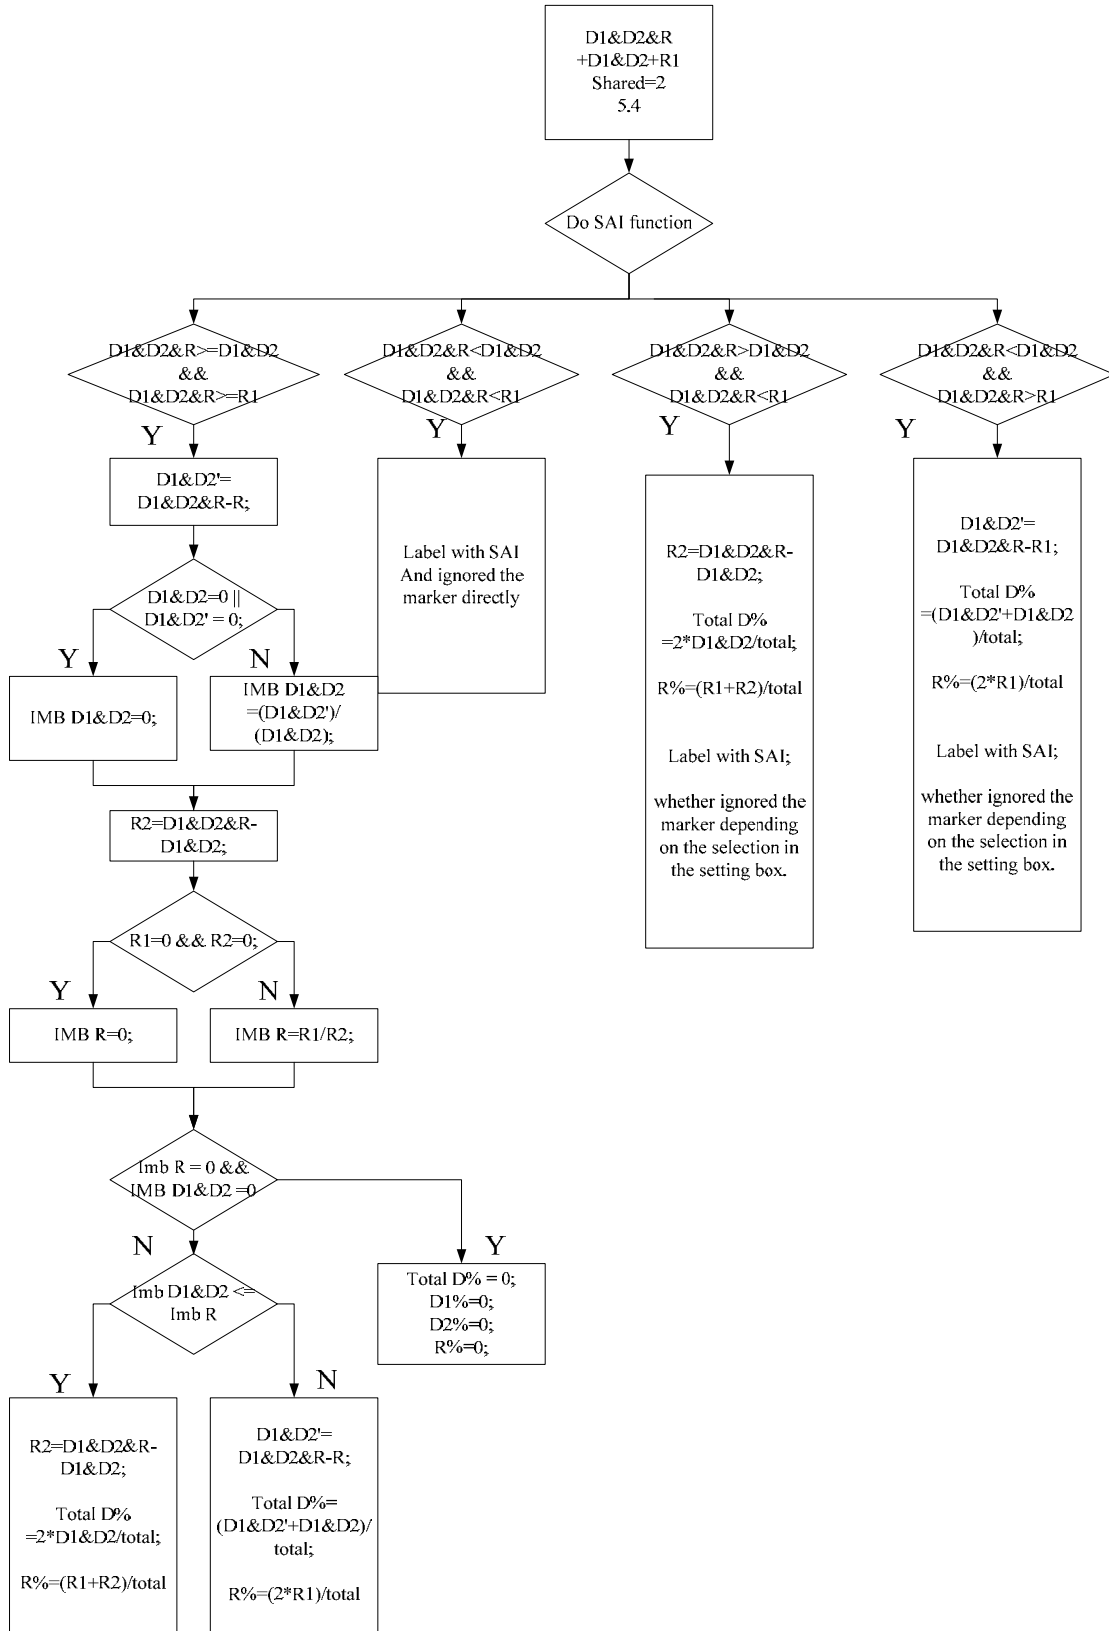 D1&D2&R
+D1&D2+R1
Shared=2
5.4
Do SAI function
D1&D2&R>=D1&D2
&&
D1&D2&R>=R1
D1&D2&R<D1&D2
&&
D1&D2&R<R1
D1&D2&R>D1&D2
&&
D1&D2&R<R1
D1&D2&R<D1&D2
&&
D1&D2&R>R1
Y
Y
Y
Y
D1&D2'=
D1&D2&R-R;
Label with SAI
And ignored the
marker directly
R2=D1&D2&R-
D1&D2;
Total D%
=2*D1&D2/total;
R%=(R1+R2)/total
Label with SAI;
whether ignored the
marker depending
on the selection in
the setting box.
D1&D2'=
D1&D2&R-R1;
Total D%
=(D1&D2'+D1&D2
)/total;
R%=(2*R1)/total
Label with SAI;
whether ignored the
marker depending
on the selection in
the setting box.
D1&D2=0 ||
D1&D2' = 0;
Y
N
IMB D1&D2=0;
IMB D1&D2
=(D1&D2')/
(D1&D2);
R2=D1&D2&R-
D1&D2;
R1=0 && R2=0;
Y
N
IMB R=0;
IMB R=R1/R2;
Imb R = 0 &&
IMB D1&D2 =0
N
Y
Imb D1&D2 <=
Imb R
Total D% = 0;
D1%=0;
D2%=0;
R%=0;
Y
N
R2=D1&D2&R-
D1&D2;
Total D%
=2*D1&D2/total;
R%=(R1+R2)/total
D1&D2'=
D1&D2&R-R;
Total D%=
(D1&D2'+D1&D2)/
total;
R%=(2*R1)/total